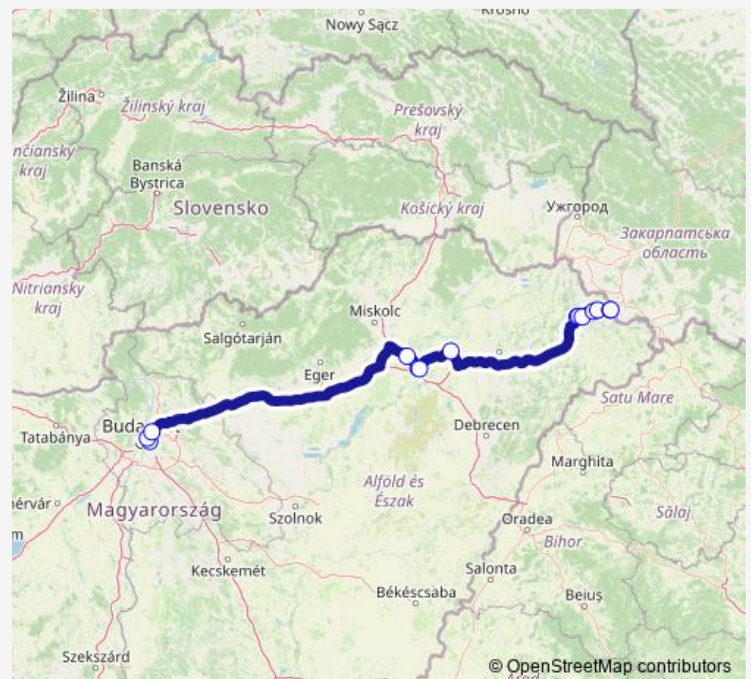 Krosno
Nowy Sącz
Žilina
Žilinský kraj
Prešovský
kraj
nčiansky
kraj
Banská
Bystrica
Slovensko
Košický kraj
Ужгород
Закарпатська
область
Nitriansky
kraj
Miskolc
Salgótarján
Eger
Satu Mare
Buda
Tatabánya
Debrecen
Marghita
Alföld és
Észak
hérvár
Magyarország
Szolnok
Oradea
Sălaj
m
Bihor
Kecskemét
Salonta
Békéscsaba
Beiuș
Szekszárd
© OpenStreetMap contributors